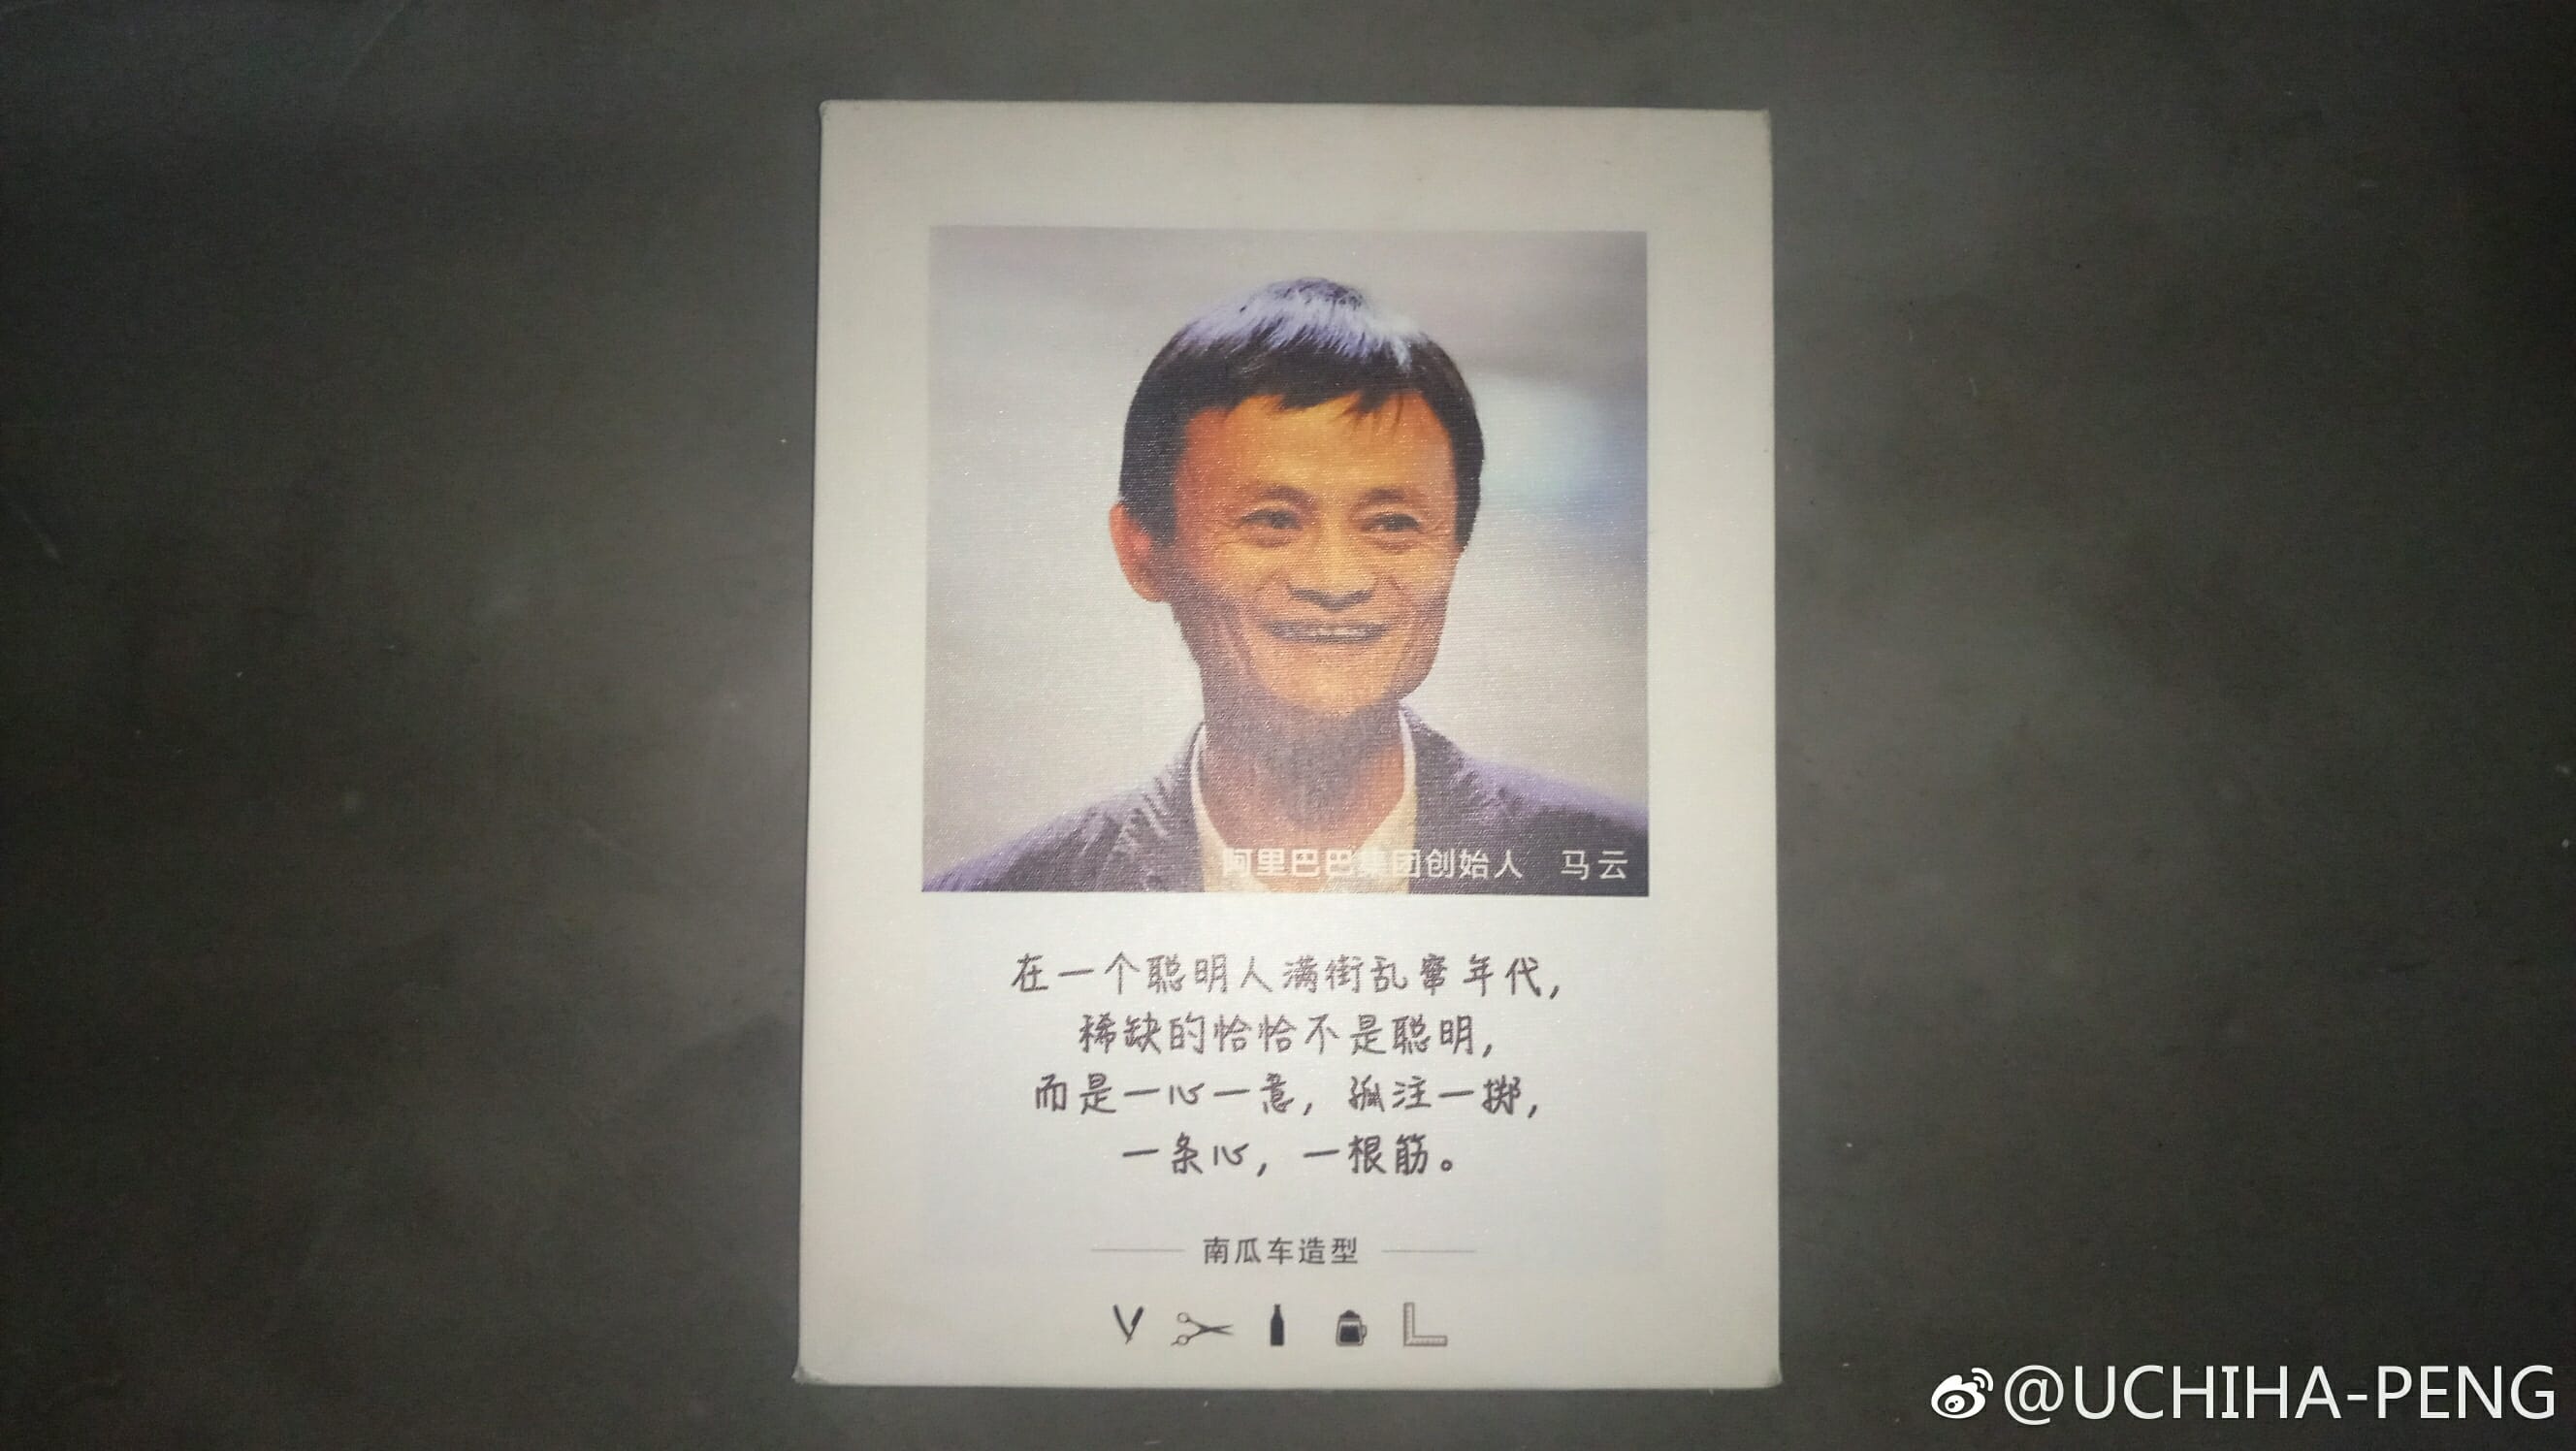 阿里巴巴集团创始人 马云
在一个聪明人满街乱窜年代,
稀缺的恰恰不是聪明,
而是一心一意, 孤注一掷,
一条心, 一根筋。
南瓜车造型
@UCHIHA-PENG